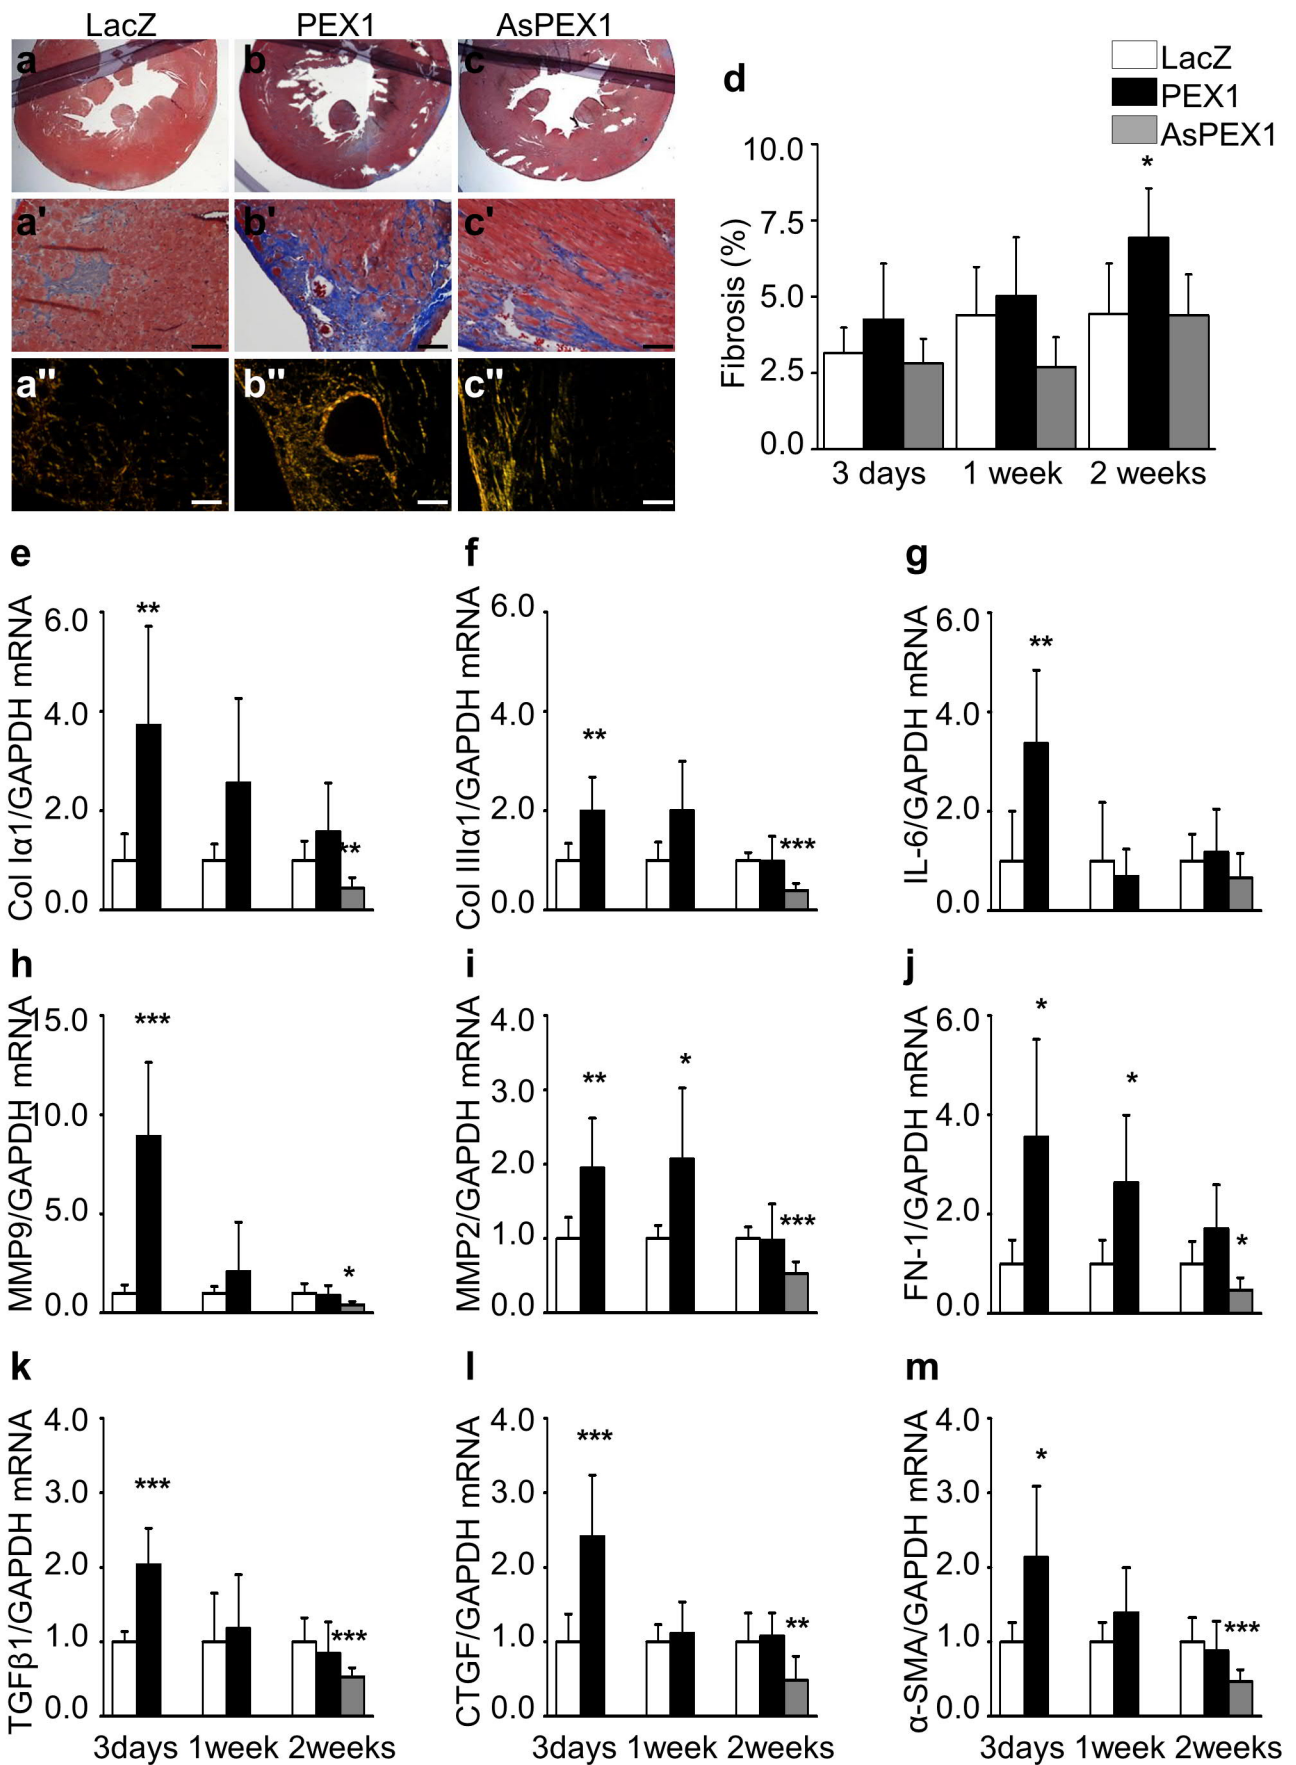 LacZ PEX1 AsPEX1
a b c
a' b' c'
a" b" c"
d
LacZ
PEX1
AsPEX1
Fibrosis (%)
10.0
7.5
5.0
2.5
0.0
*
3 days 1 week 2 weeks
e
Col Iα1/GAPDH mRNA
6.0
4.0
2.0
0.0
**
**
f
Col IIIα1/GAPDH mRNA
6.0
4.0
2.0
0.0
**
***
g
IL-6/GAPDH mRNA
6.0
4.0
2.0
0.0
**
h
MMP9/GAPDH mRNA
15.0
10.0
5.0
0.0
***
*
i
MMP2/GAPDH mRNA
4.0
3.0
2.0
1.0
0.0
**
*
***
j
FN-1/GAPDH mRNA
6.0
4.0
2.0
0.0
*
*
*
k
TGFβ1/GAPDH mRNA
4.0
3.0
2.0
1.0
0.0
***
***
3days 1week 2weeks
l
CTGF/GAPDH mRNA
4.0
3.0
2.0
1.0
0.0
***
**
3days 1week 2weeks
m
α-SMA/GAPDH mRNA
4.0
3.0
2.0
1.0
0.0
*
***
3days 1week 2weeks